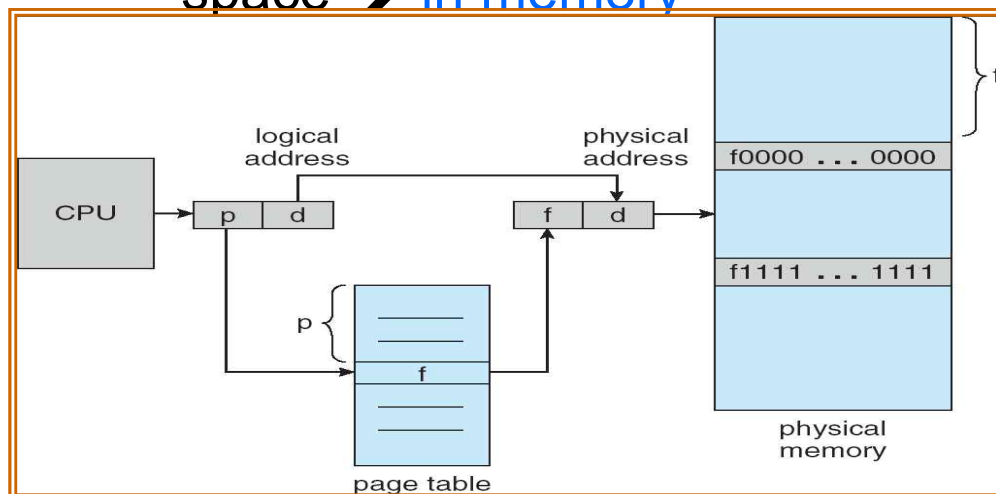 space ➔ in memory
logical
address
physical
address
CPU
p d
f d
f0000 ... 0000
f1111 ... 1111
f
p
f
page table
physical
memory